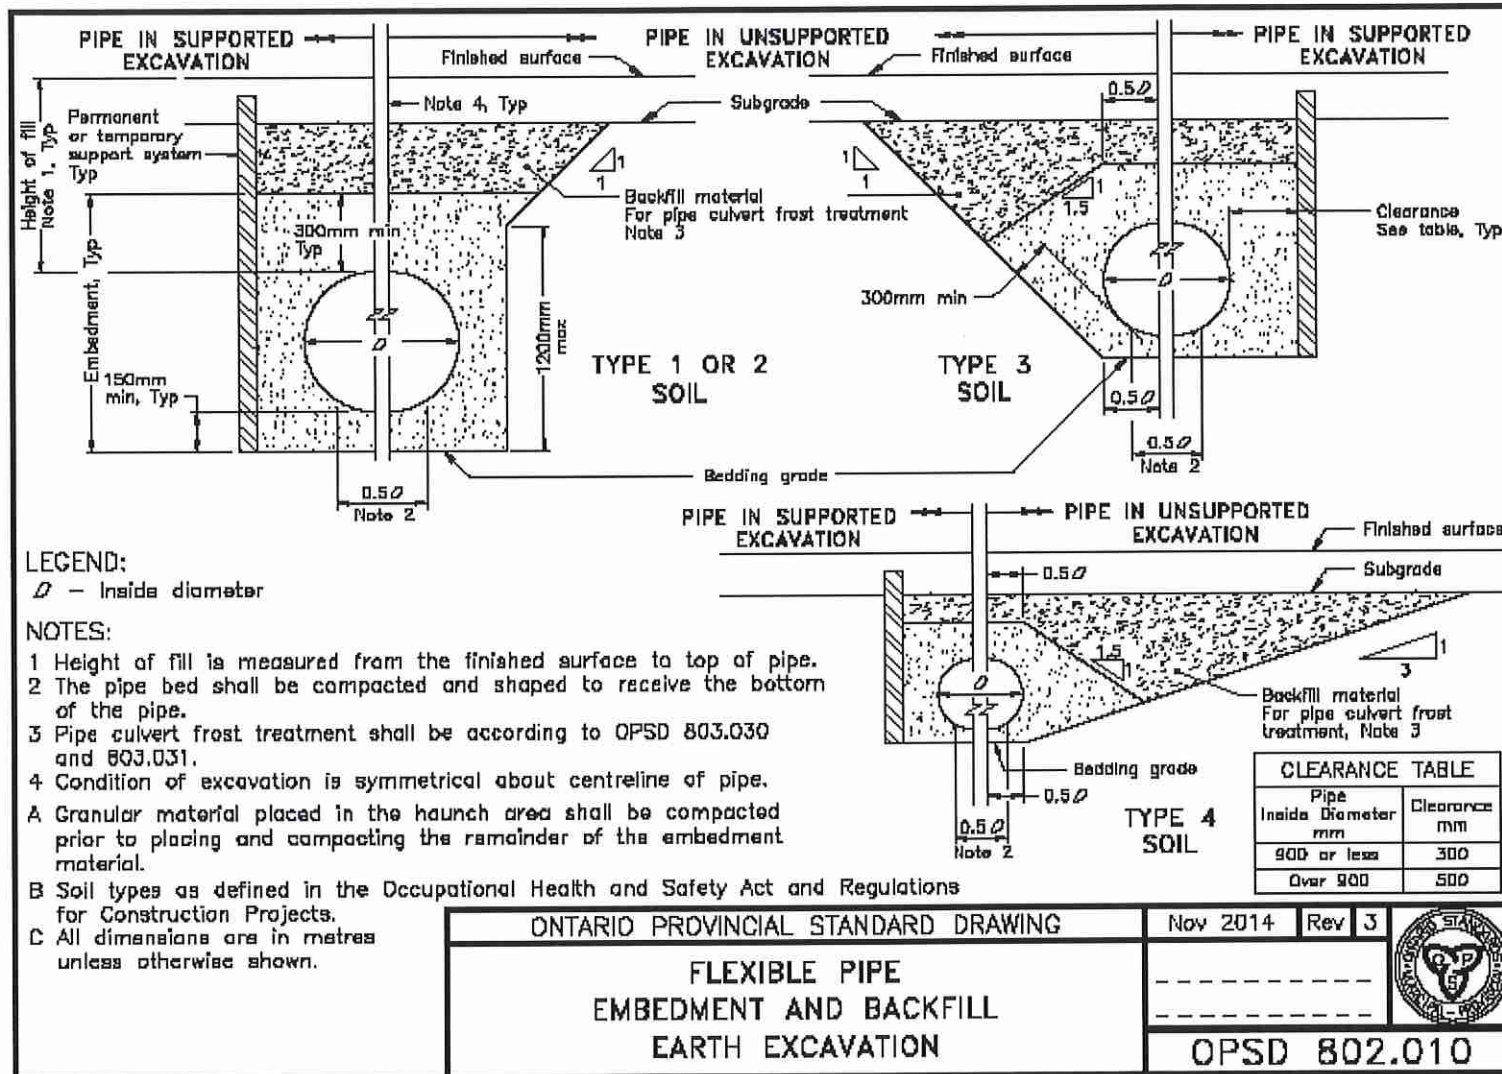 PIPE IN SUPPORTED
EXCAVATION
Finished surface
PIPE IN UNSUPPORTED
EXCAVATION
Finished surface
PIPE IN SUPPORTED
EXCAVATION
Height of fill
Note 1, Typ
Permanent
or temporary
support system
Typ
Note 4, Typ
Subgrade
0.5D
1
1
1
1
1
1.5
Backfill material
For pipe culvert frost treatment
Note 3
Clearance
See table, Typ
Embedment, Typ
300mm min
Typ
300mm min
D
D
1200mm
max
150mm
min, Typ
TYPE 1 OR 2
SOIL
TYPE 3
SOIL
0.5D
0.5D
Note 2
Bedding grade
0.5D
Note 2
PIPE IN SUPPORTED
EXCAVATION
PIPE IN UNSUPPORTED
EXCAVATION
Finished surface
Subgrade
0.5D
1.5
1
D
1
3
Backfill material
For pipe culvert frost
treatment, Note 3
Bedding grade
0.5D
0.5D
Note 2
TYPE 4
SOIL
LEGEND:
D - Inside diameter
NOTES:
1 Height of fill is measured from the finished surface to top of pipe.
2 The pipe bed shall be compacted and shaped to receive the bottom
of the pipe.
3 Pipe culvert frost treatment shall be according to OPSD 803.030
and 803.031.
4 Condition of excavation is symmetrical about centreline of pipe.
A Granular material placed in the haunch area shall be compacted
prior to placing and compacting the remainder of the embedment
material.
B Soil types as defined in the Occupational Health and Safety Act and Regulations
for Construction Projects.
C All dimensions are in metres
unless otherwise shown.
CLEARANCE TABLE
Pipe
Inside Diameter
mm
Clearance
mm
900 or less
300
Over 900
500
ONTARIO PROVINCIAL STANDARD DRAWING
Nov 2014
Rev
3
FLEXIBLE PIPE
EMBEDMENT AND BACKFILL
EARTH EXCAVATION
OPS
OPSD 802.010